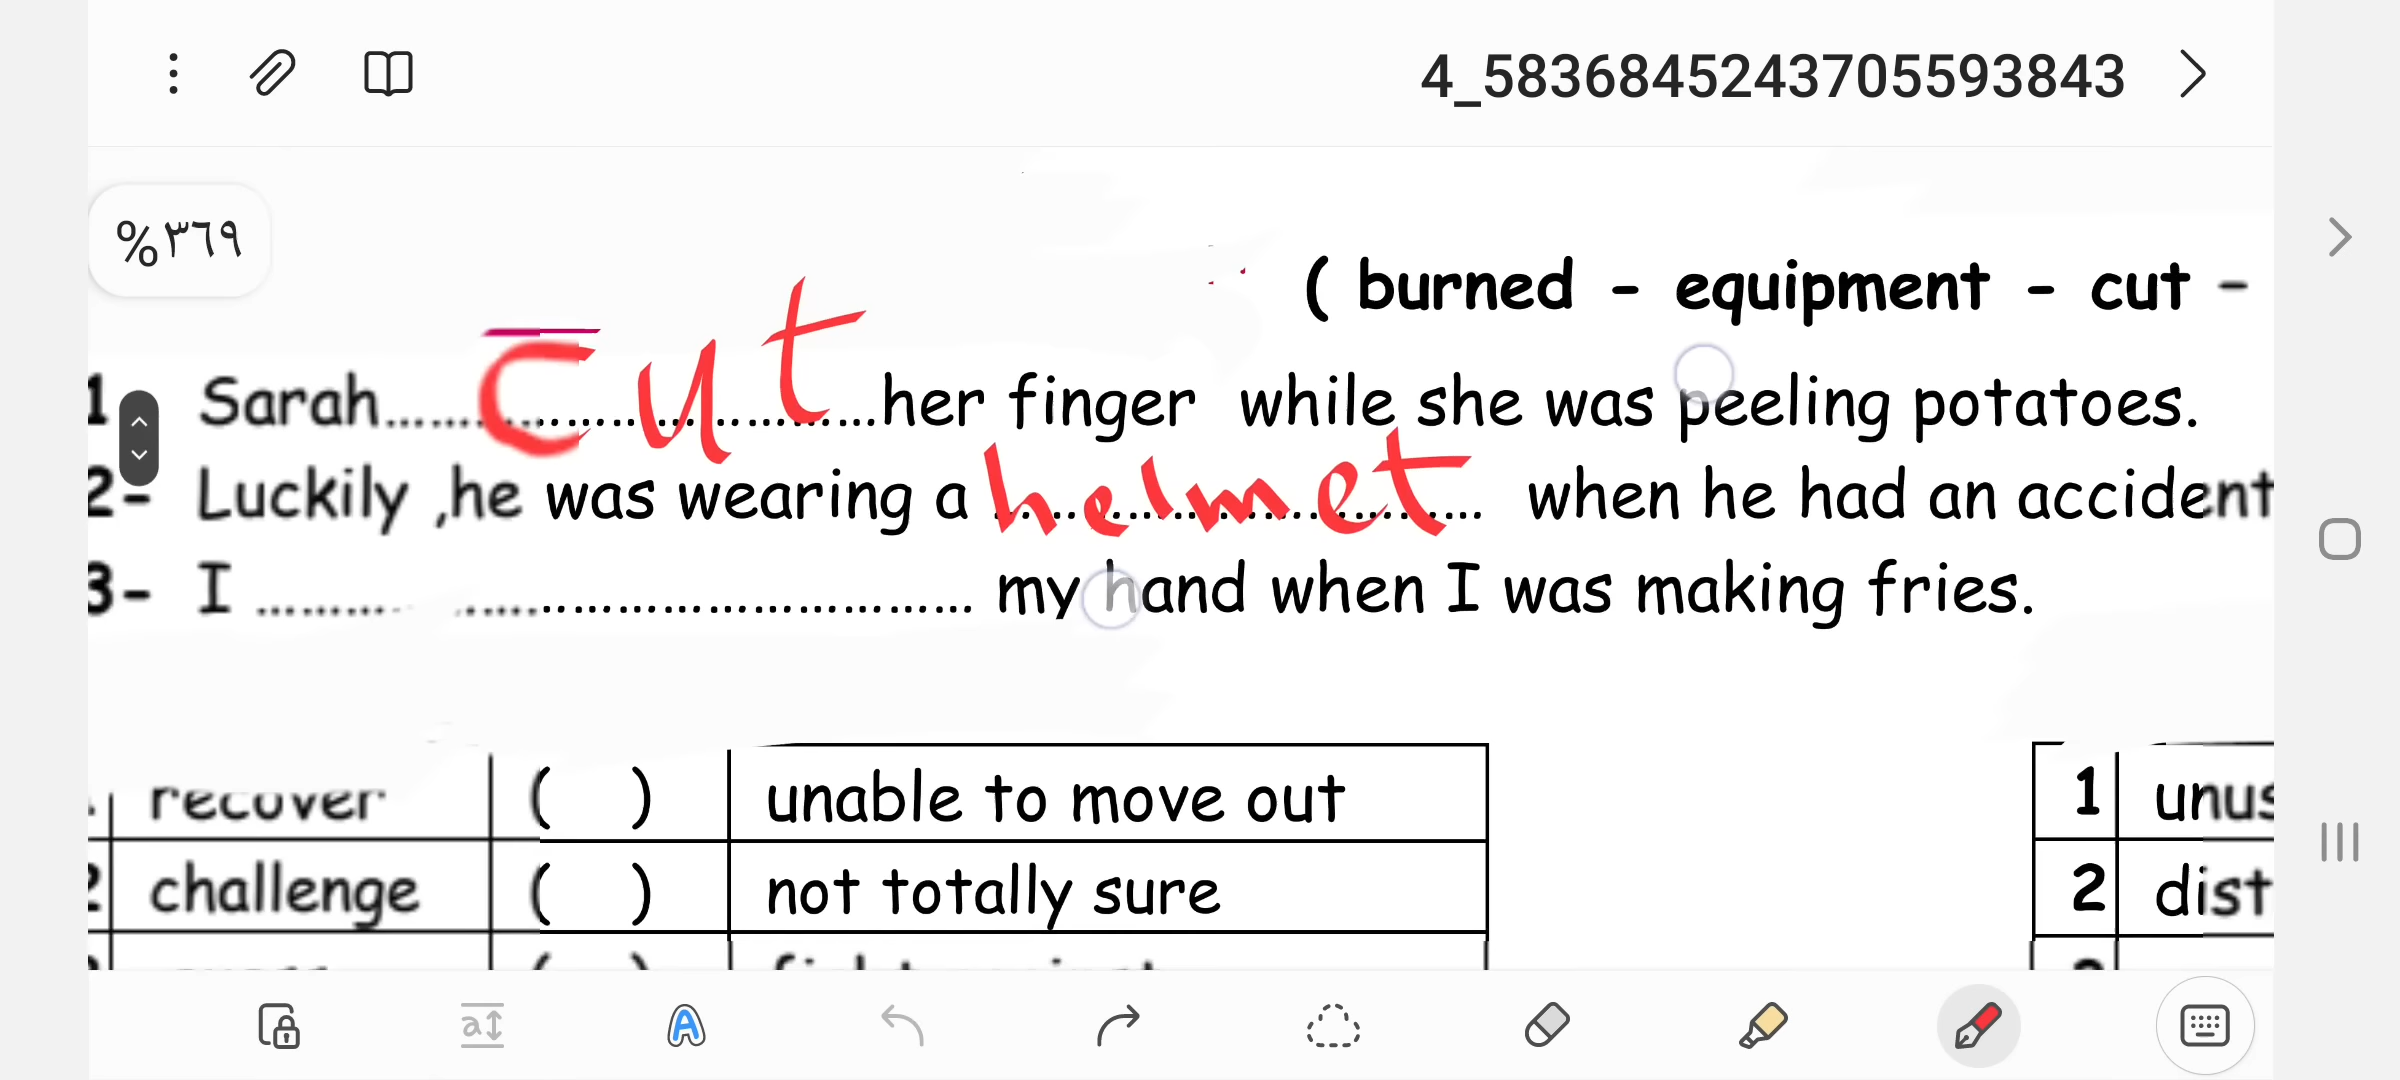 4_5836845243705593843
%٣٦٩
( burned - equipment - cut -
1 Sarah.......cut.......her finger while she was peeling potatoes.
2- Luckily ,he was wearing a helmet when he had an accident
3- I ................................ my hand when I was making fries.
recover ( ) unable to move out 1 unus
2 challenge ( ) not totally sure 2 dist